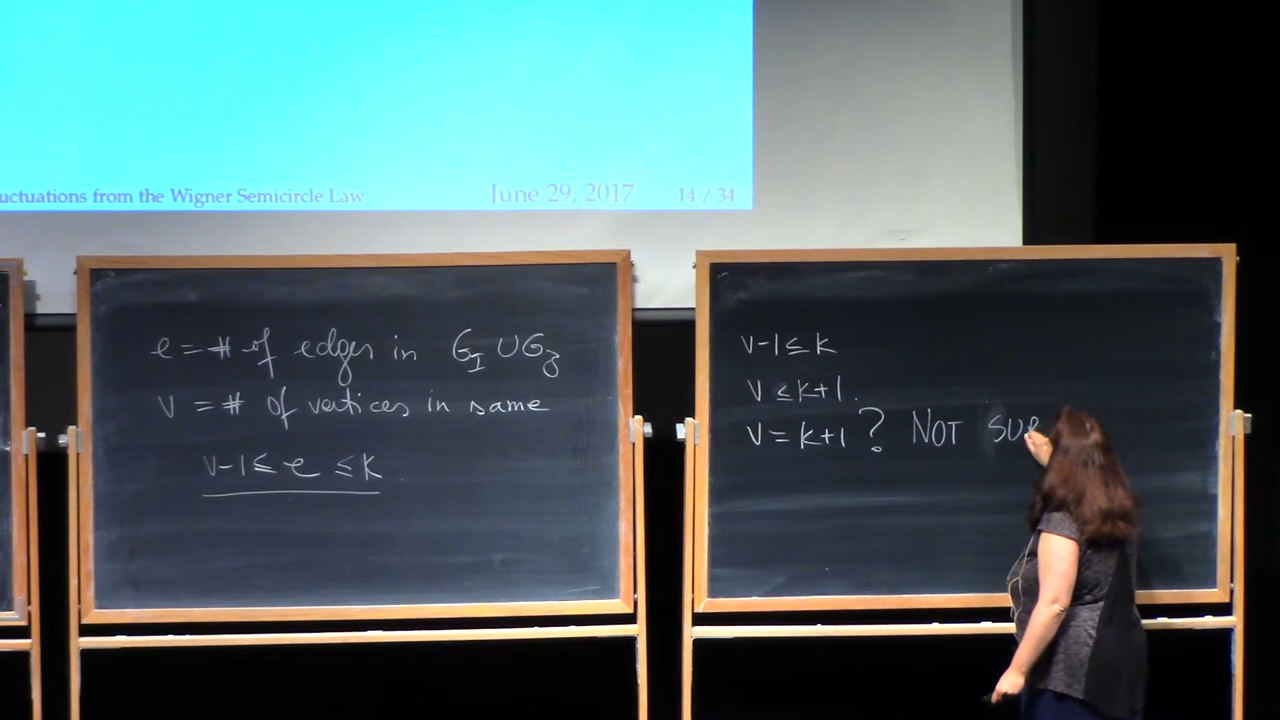 uctuations from the Wigner Semicircle Law June 29, 2017 14 / 34
e = # of edges in G_I ∪ G_J
v = # of vertices in same
v-1 ≤ e ≤ k.
v-1 ≤ k
v ≤ k+1.
v = k+1 ? NOT SUR